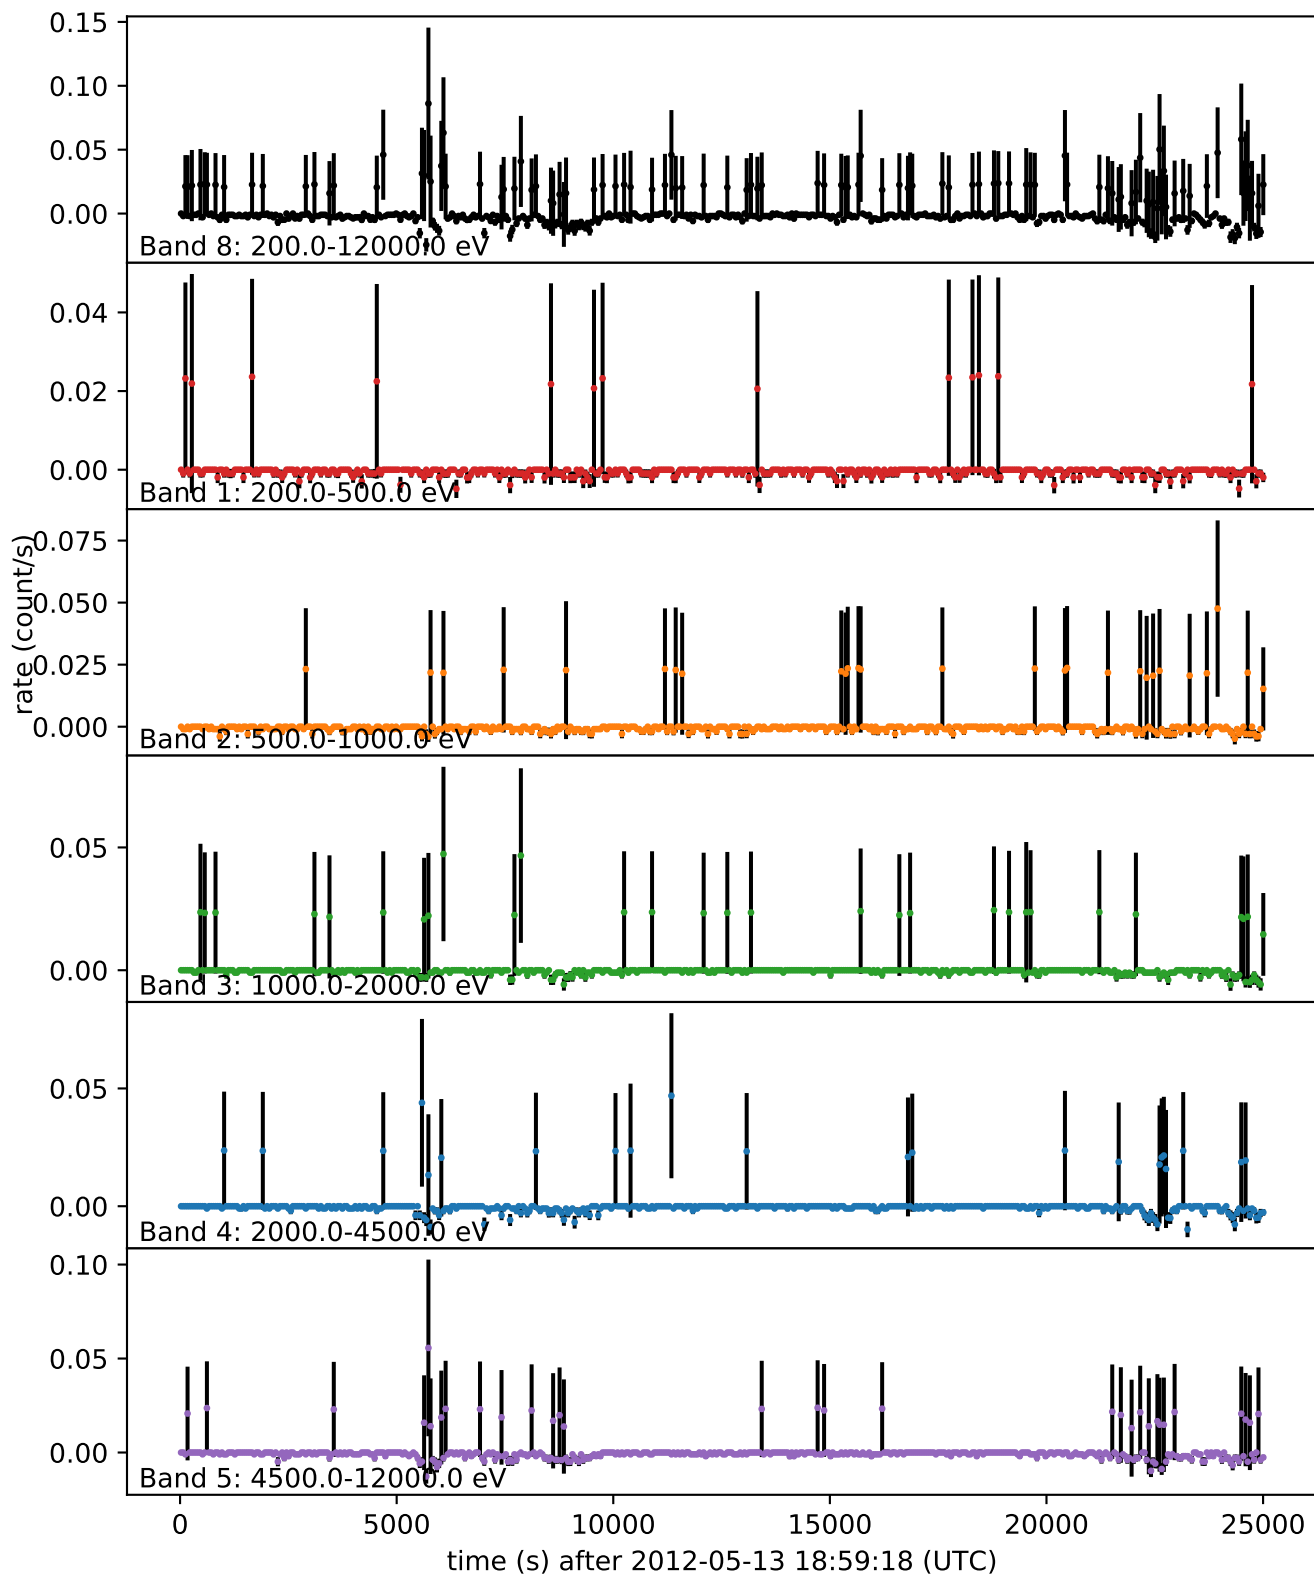 0.15
0.10
0.05
0.00
Band 8: 200.0-12000.0 eV
0.04
0.02
0.00
Band 1: 200.0-500.0 eV
rate (count/s)
0.075
0.050
0.025
0.000
Band 2: 500.0-1000.0 eV
0.05
0.00
Band 3: 1000.0-2000.0 eV
0.05
0.00
Band 4: 2000.0-4500.0 eV
0.10
0.05
0.00
Band 5: 4500.0-12000.0 eV
0 5000 10000 15000 20000 25000
time (s) after 2012-05-13 18:59:18 (UTC)